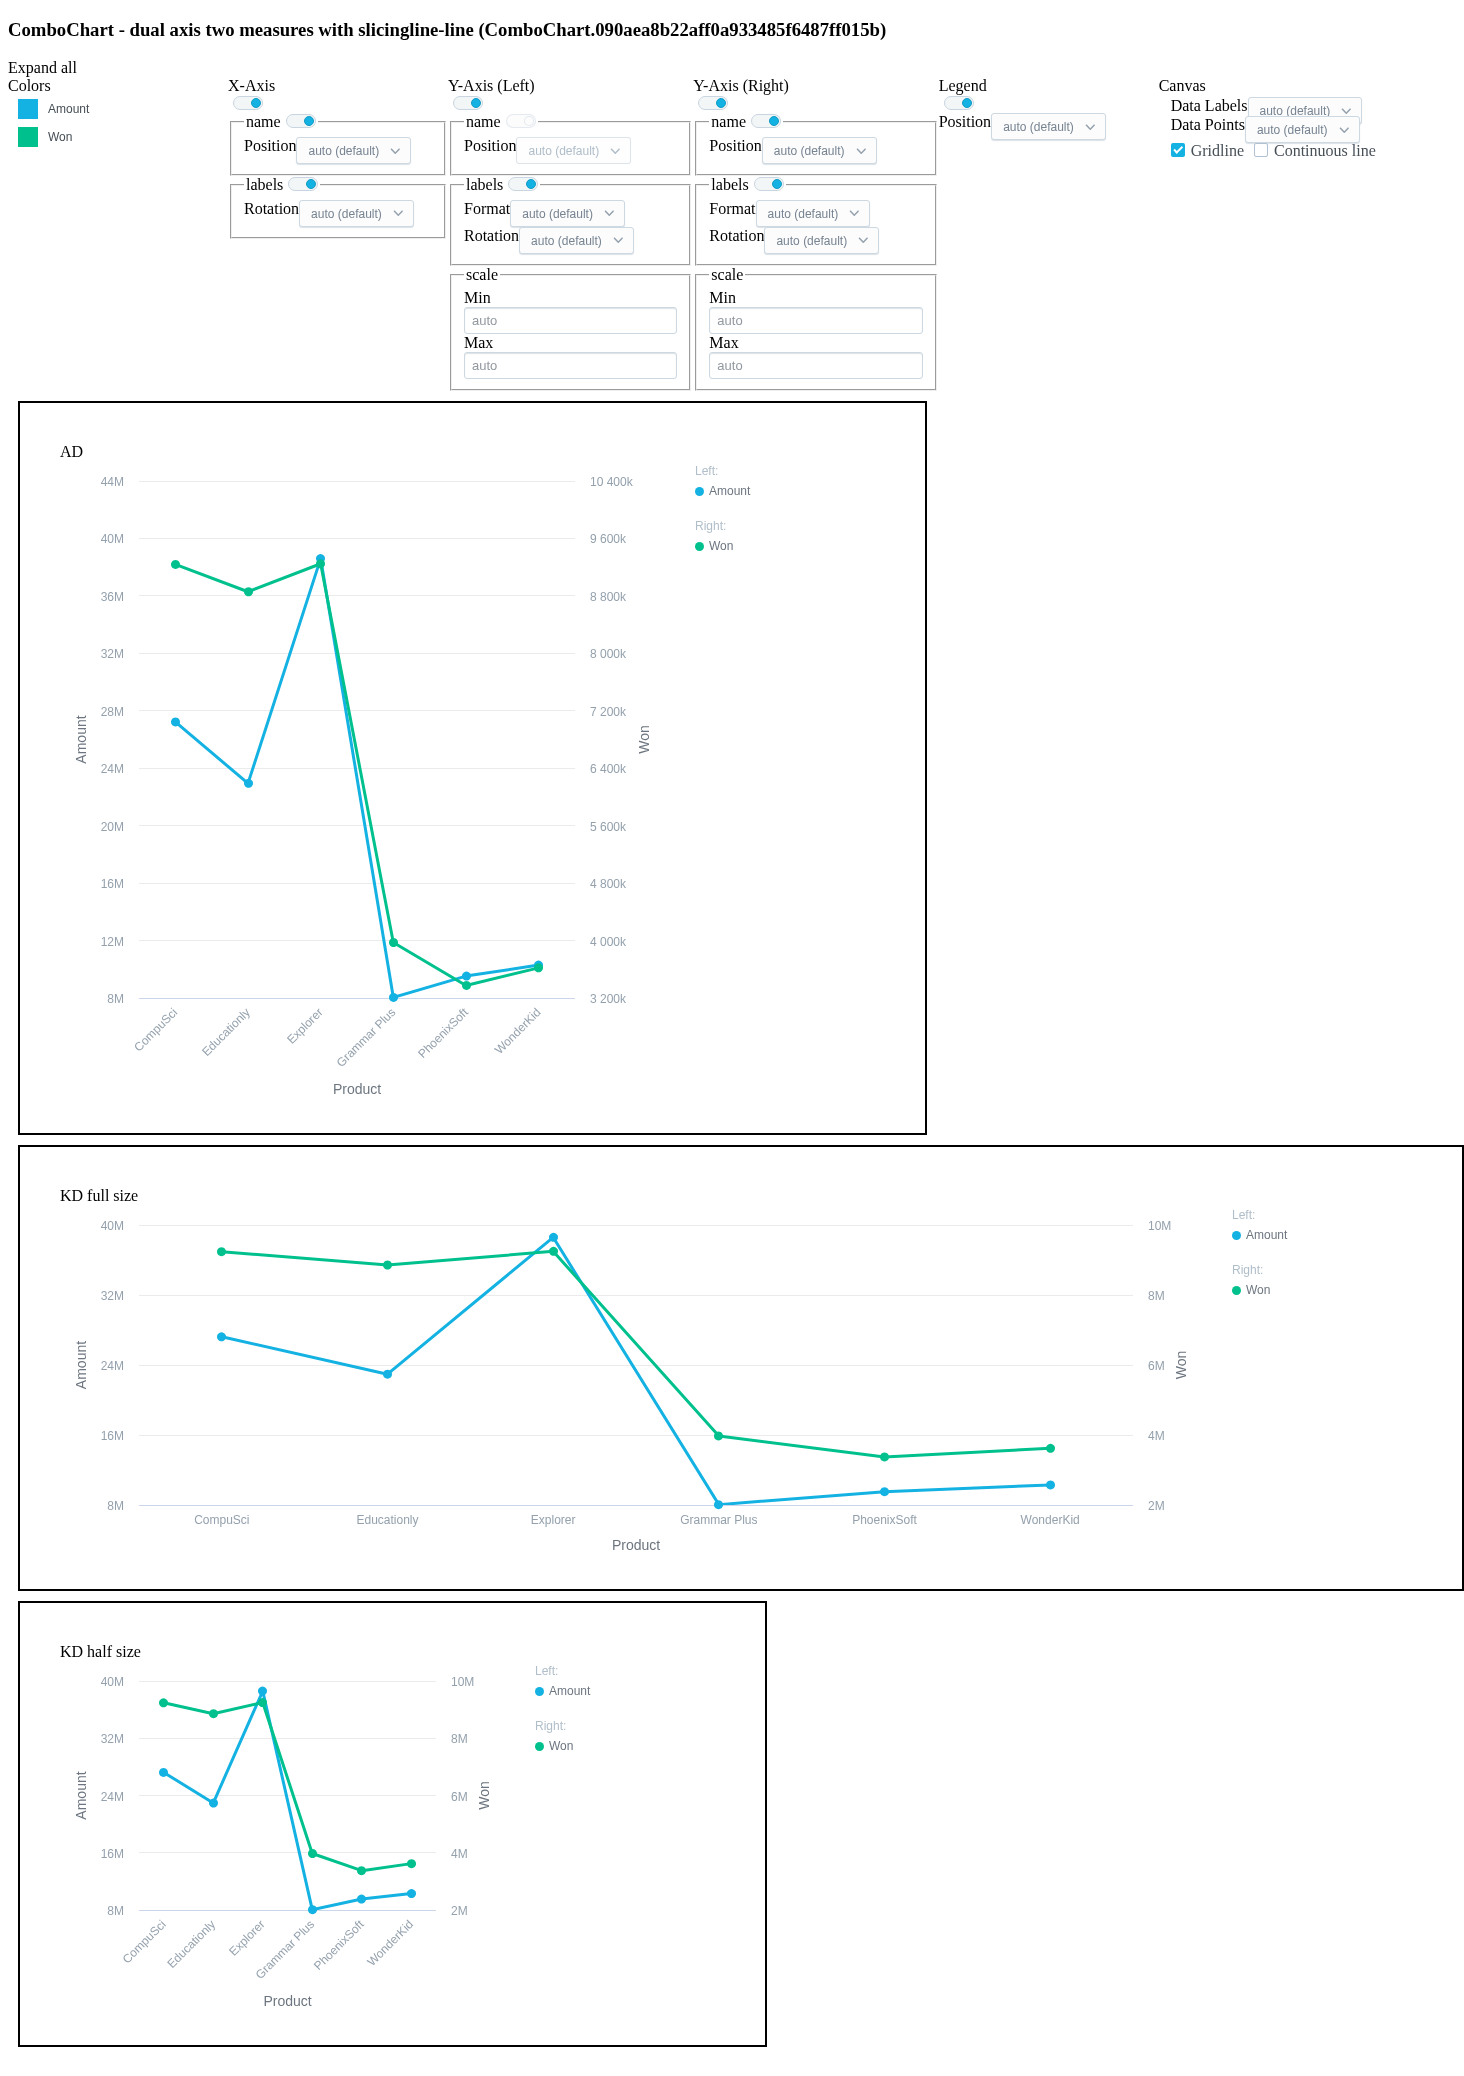 ComboChart - dual axis two measures with slicingline-line (ComboChart.090aea8b22aff0a933485f6487ff015b)
Expand all
Colors
Amount
Won
X-Axis
name
Position auto (default)
labels
Rotation auto (default)
Y-Axis (Left)
name
Position auto (default)
labels
Format auto (default)
Rotation auto (default)
scale
Min
auto
Max
auto
Y-Axis (Right)
name
Position auto (default)
labels
Format auto (default)
Rotation auto (default)
scale
Min
auto
Max
auto
Legend
Position auto (default)
Canvas
Data Labels auto (default)
Data Points auto (default)
Gridline Continuous line
AD
44M
40M
36M
32M
28M
24M
20M
16M
12M
8M
Amount
10 400k
9 600k
8 800k
8 000k
7 200k
6 400k
5 600k
4 800k
4 000k
3 200k
Won
CompuSci
Educationly
Explorer
Grammar Plus
PhoenixSoft
WonderKid
Product
Left:
Amount
Right:
Won
KD full size
40M
32M
24M
16M
8M
Amount
10M
8M
6M
4M
2M
Won
CompuSci Educationly Explorer Grammar Plus PhoenixSoft WonderKid
Product
Left:
Amount
Right:
Won
KD half size
40M
32M
24M
16M
8M
Amount
10M
8M
6M
4M
2M
Won
CompuSci
Educationly
Explorer
Grammar Plus
PhoenixSoft
WonderKid
Product
Left:
Amount
Right:
Won